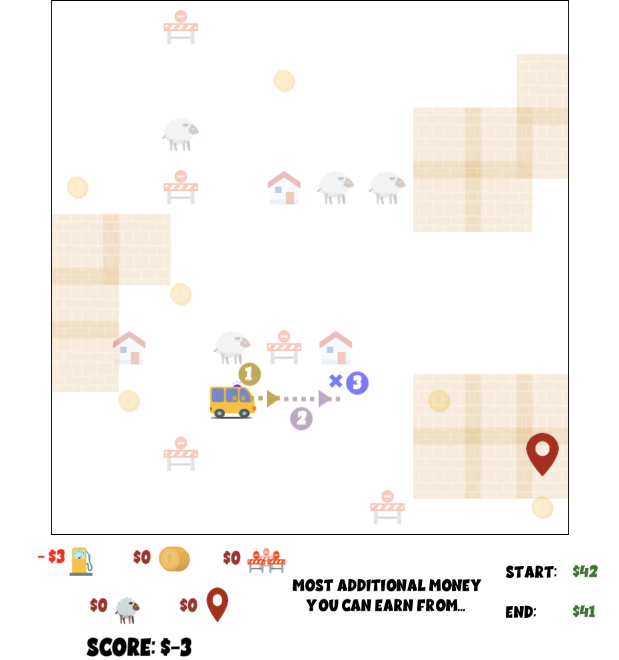 1
3
2
- $3
$0
$0
$0
$0
MOST ADDITIONAL MONEY
YOU CAN EARN FROM...
START: $42
END: $41
SCORE: $-3